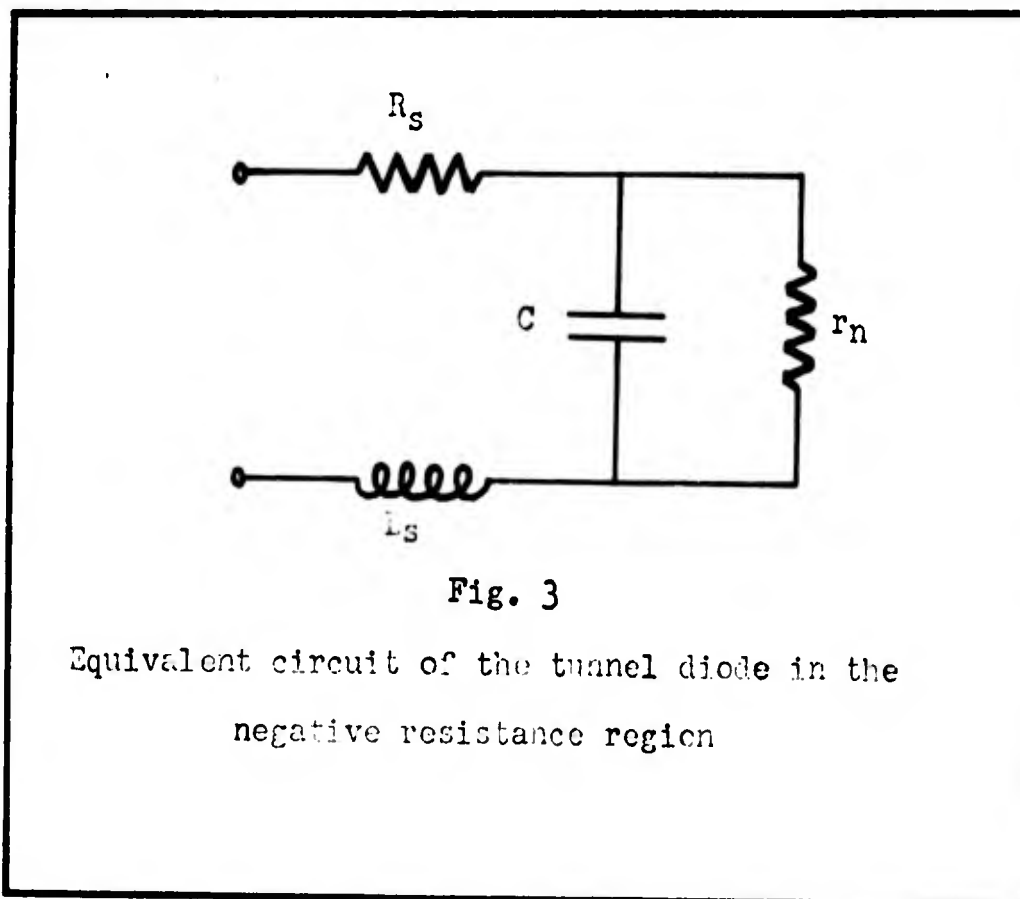 Rs
C
rn
Ls
Fig. 3
Equivalent circuit of the tunnel diode in the
negative resistance region